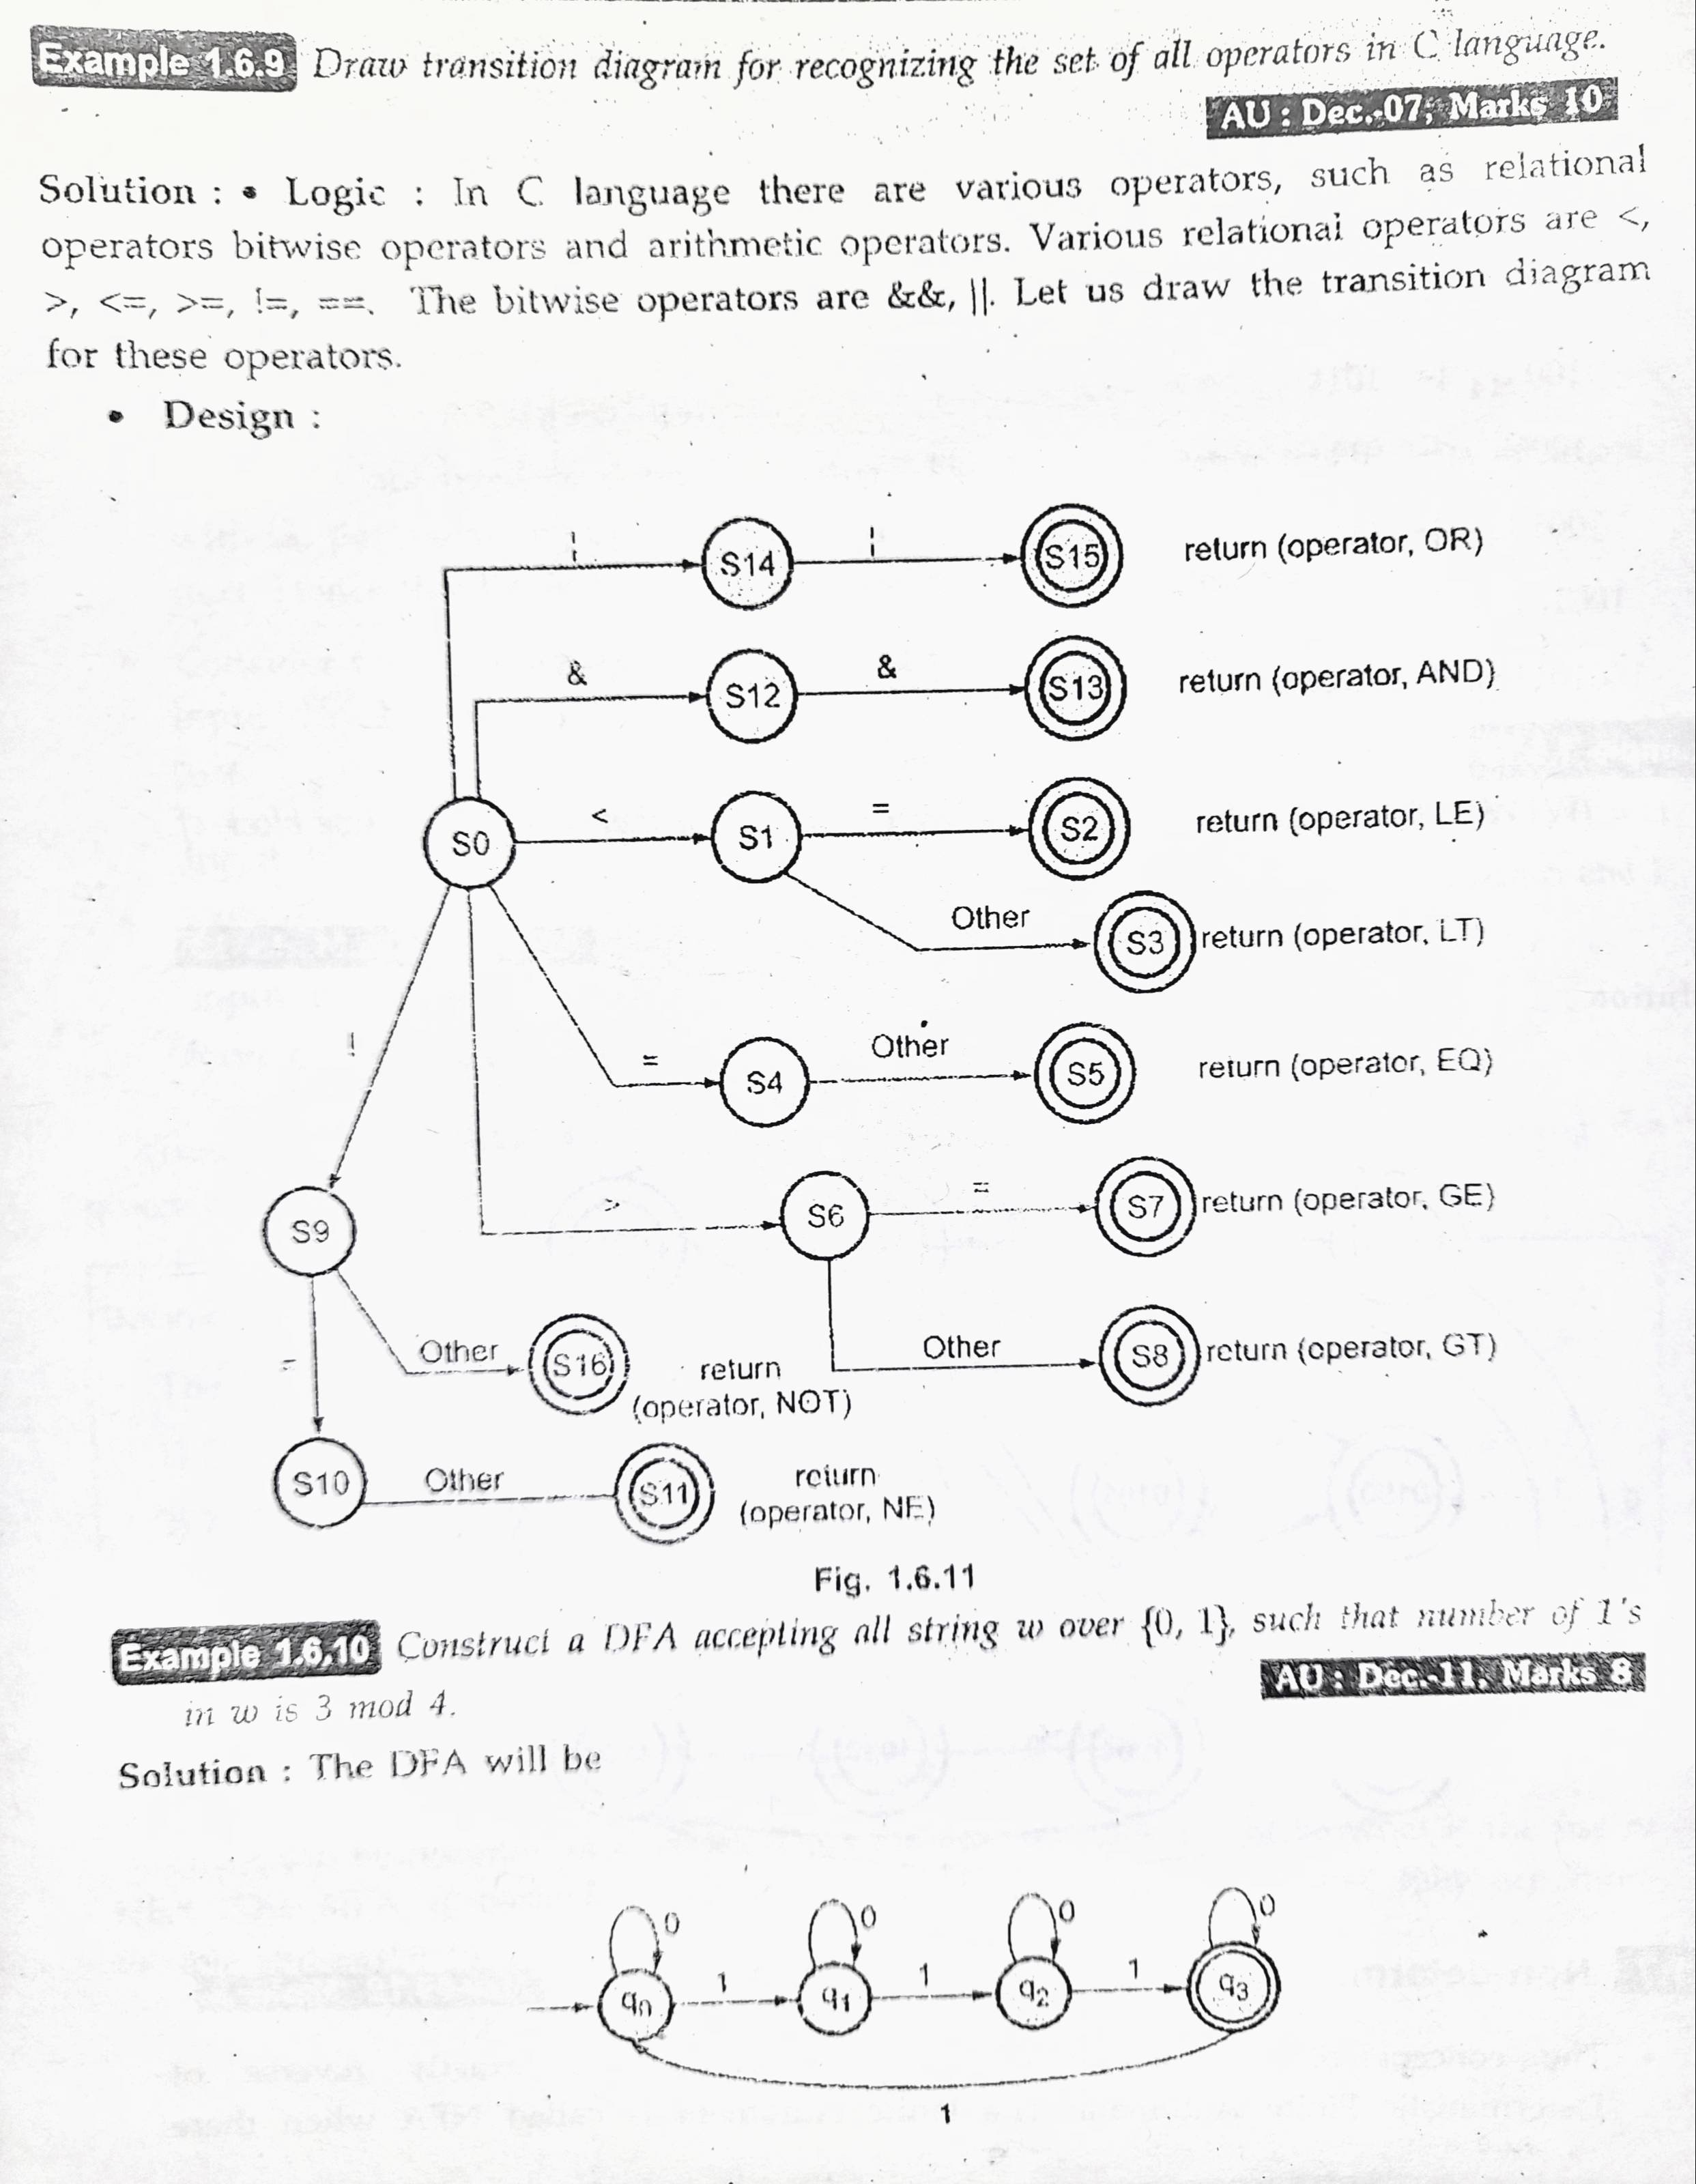 Example 1.6.9 Draw transition diagram for recognizing the set of all operators in C language.
AU : Dec.-07, Marks 10
Solution : • Logic : In C language there are various operators, such as relational
operators bitwise operators and arithmetic operators. Various relational operators are <,
>, <=, >=, !=, ==. The bitwise operators are &&, ||. Let us draw the transition diagram
for these operators.
• Design :
¦ S14 ¦ S15 return (operator, OR)
& S12 & S13 return (operator, AND)
S0 < S1 = S2 return (operator, LE)
Other S3 return (operator, LT)
! = S4 Other S5 return (operator, EQ)
S9 > S6 = S7 return (operator, GE)
= Other S16 return Other S8 return (operator, GT)
(operator, NOT)
S10 Other S11 return
(operator, NE)
Fig. 1.6.11
Example 1.6.10 Construct a DFA accepting all string w over {0, 1}, such that number of 1's
in w is 3 mod 4.
AU : Dec.-11, Marks 8
Solution : The DFA will be
0 0 0 0
q0 1 q1 1 q2 1 q3
1